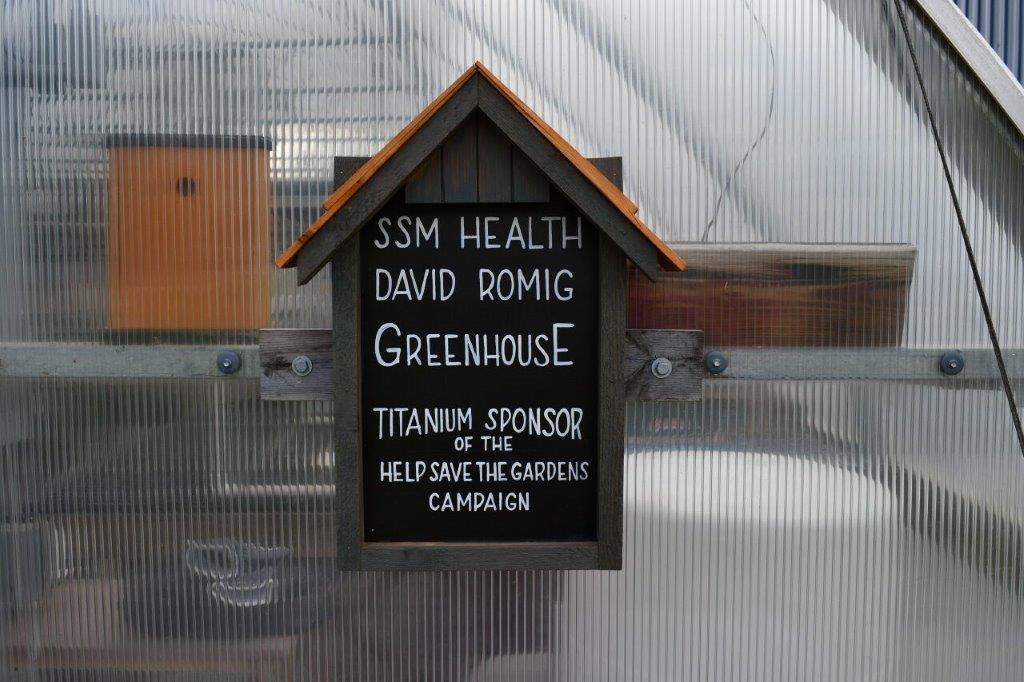 SSM HEALTH
DAVID ROMIG
GREENHOUSE
TITANIUM SPONSOR
OF THE
HELP SAVE THE GARDENS
CAMPAIGN